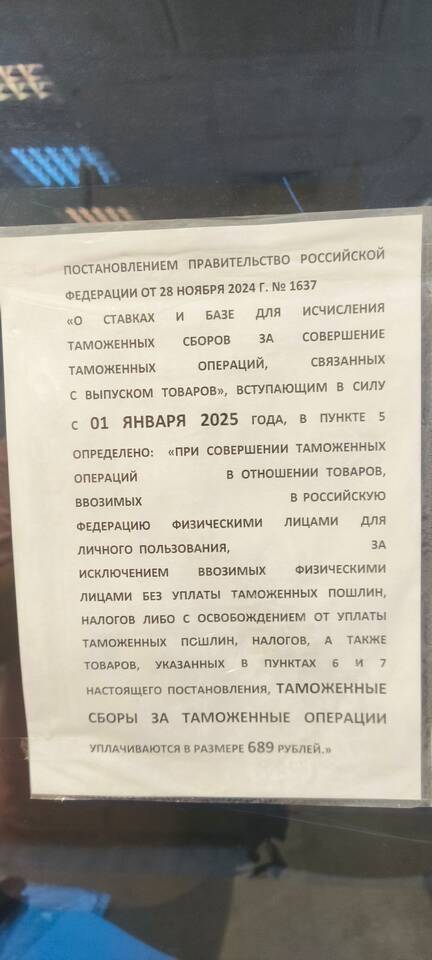 ПОСТАНОВЛЕНИЕМ ПРАВИТЕЛЬСТВО РОССИЙСКОЙ
ФЕДЕРАЦИИ ОТ 28 НОЯБРЯ 2024 Г. № 1637
«О СТАВКАХ И БАЗЕ ДЛЯ ИСЧИСЛЕНИЯ
ТАМОЖЕННЫХ СБОРОВ ЗА СОВЕРШЕНИЕ
ТАМОЖЕННЫХ ОПЕРАЦИЙ, СВЯЗАННЫХ
С ВЫПУСКОМ ТОВАРОВ», ВСТУПАЮЩИМ В СИЛУ
С 01 ЯНВАРЯ 2025 ГОДА, В ПУНКТЕ 5
ОПРЕДЕЛЕНО: «ПРИ СОВЕРШЕНИИ ТАМОЖЕННЫХ
ОПЕРАЦИЙ В ОТНОШЕНИИ ТОВАРОВ,
ВВОЗИМЫХ В РОССИЙСКУЮ
ФЕДЕРАЦИЮ ФИЗИЧЕСКИМИ ЛИЦАМИ ДЛЯ
ЛИЧНОГО ПОЛЬЗОВАНИЯ, ЗА
ИСКЛЮЧЕНИЕМ ВВОЗИМЫХ ФИЗИЧЕСКИМИ
ЛИЦАМИ БЕЗ УПЛАТЫ ТАМОЖЕННЫХ ПОШЛИН,
НАЛОГОВ ЛИБО С ОСВОБОЖДЕНИЕМ ОТ УПЛАТЫ
ТАМОЖЕННЫХ ПОШЛИН, НАЛОГОВ, А ТАКЖЕ
ТОВАРОВ, УКАЗАННЫХ В ПУНКТАХ 6 И 7
НАСТОЯЩЕГО ПОСТАНОВЛЕНИЯ, ТАМОЖЕННЫЕ
СБОРЫ ЗА ТАМОЖЕННЫЕ ОПЕРАЦИИ
УПЛАЧИВАЮТСЯ В РАЗМЕРЕ 689 РУБЛЕЙ.»